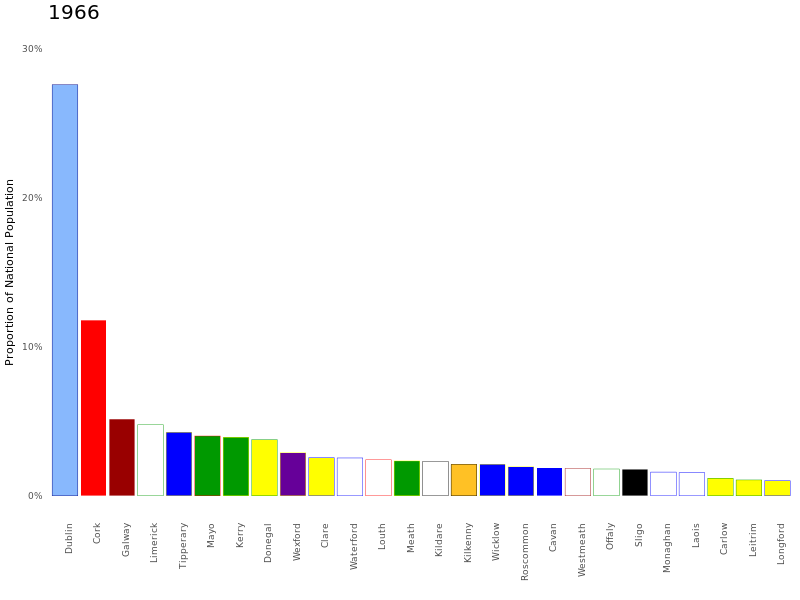 1966
30%
20%
10%
0%
Proportion of National Population
Dublin
Cork
Galway
Limerick
Tipperary
Mayo
Kerry
Donegal
Wexford
Clare
Waterford
Louth
Meath
Kildare
Kilkenny
Wicklow
Roscommon
Cavan
Westmeath
Offaly
Sligo
Monaghan
Laois
Carlow
Leitrim
Longford